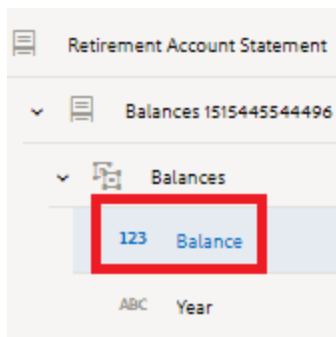 Retirement Account Statement
Balances 1515445544496
Balances
123 Balance
ABC Year